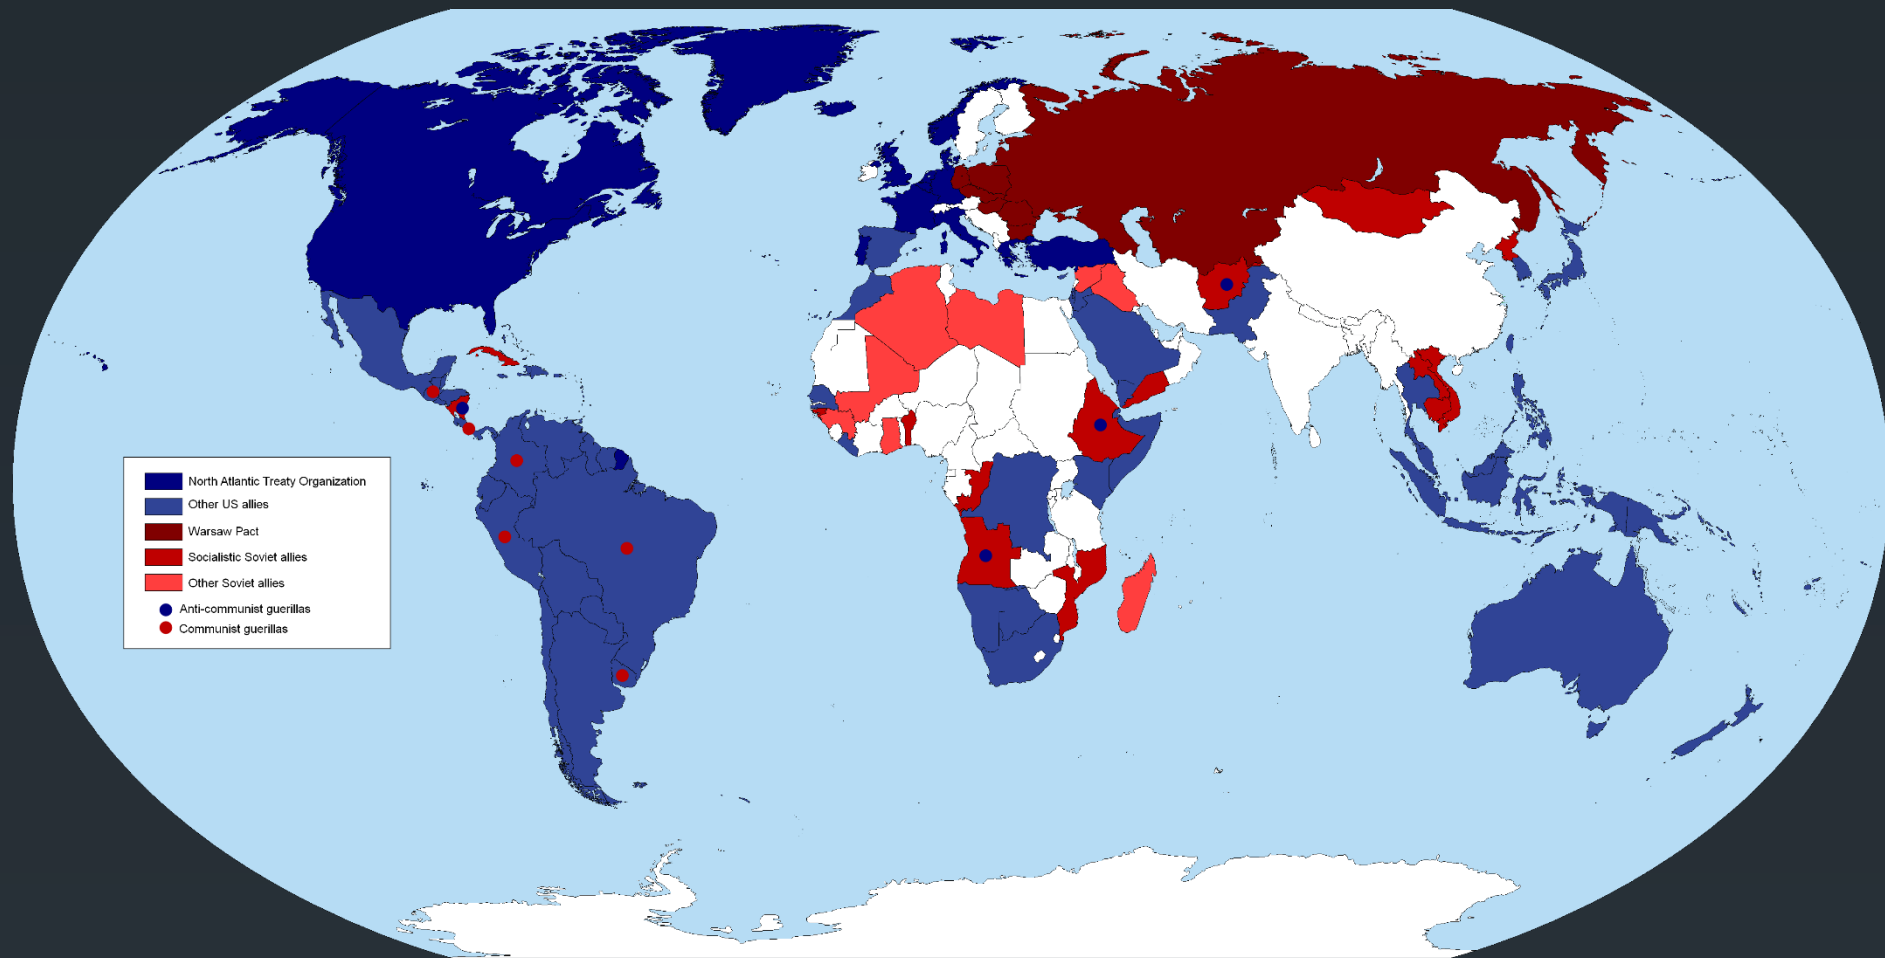 North Atlantic Treaty Organization
Other US allies
Warsaw Pact
Socialistic Soviet allies
Other Soviet allies
Anti-communist guerillas
Communist guerillas